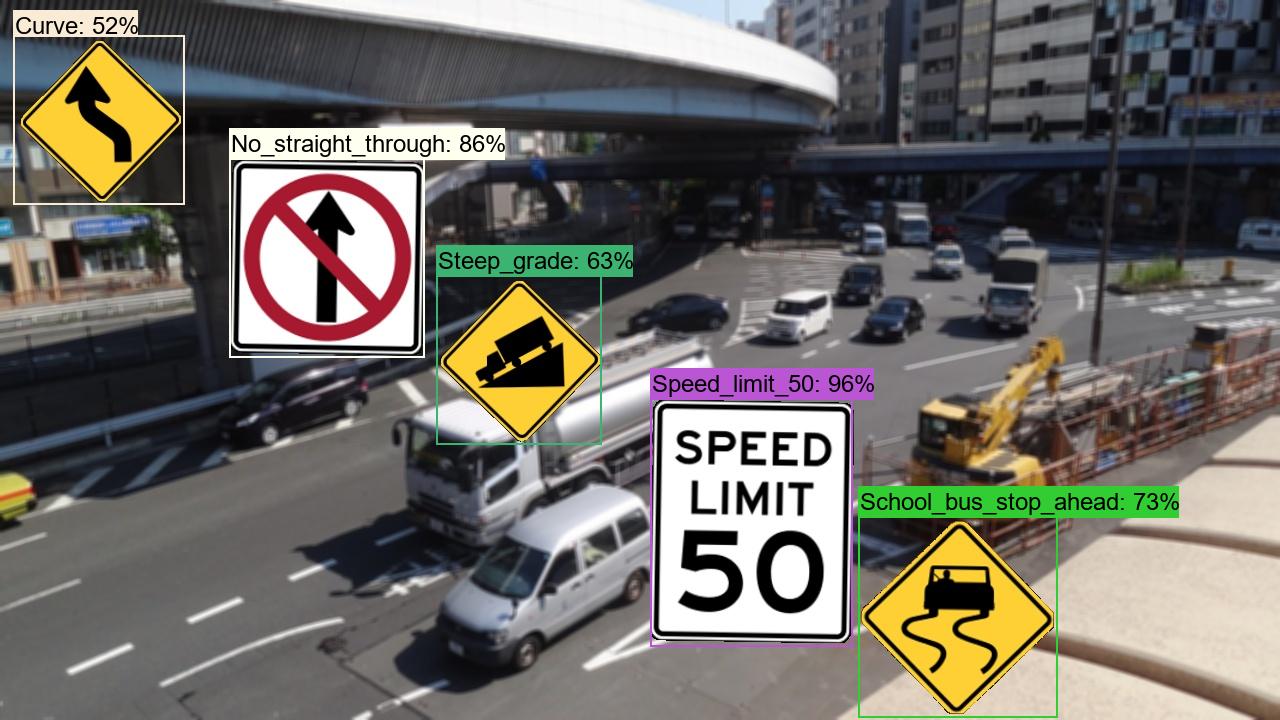 Curve: 52%
No_straight_through: 86%
Steep_grade: 63%
Speed_limit_50: 96%
SPEED
LIMIT
50
School_bus_stop_ahead: 73%